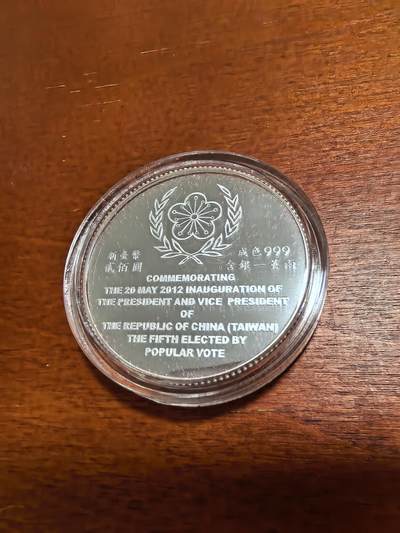 新臺幣 成色999
貳佰圓 含銀一英兩
COMMEMORATING
THE 20 MAY 2012 INAUGURATION OF
THE PRESIDENT AND VICE PRESIDENT
OF
THE REPUBLIC OF CHINA (TAIWAN)
THE FIFTH ELECTED BY
POPULAR VOTE